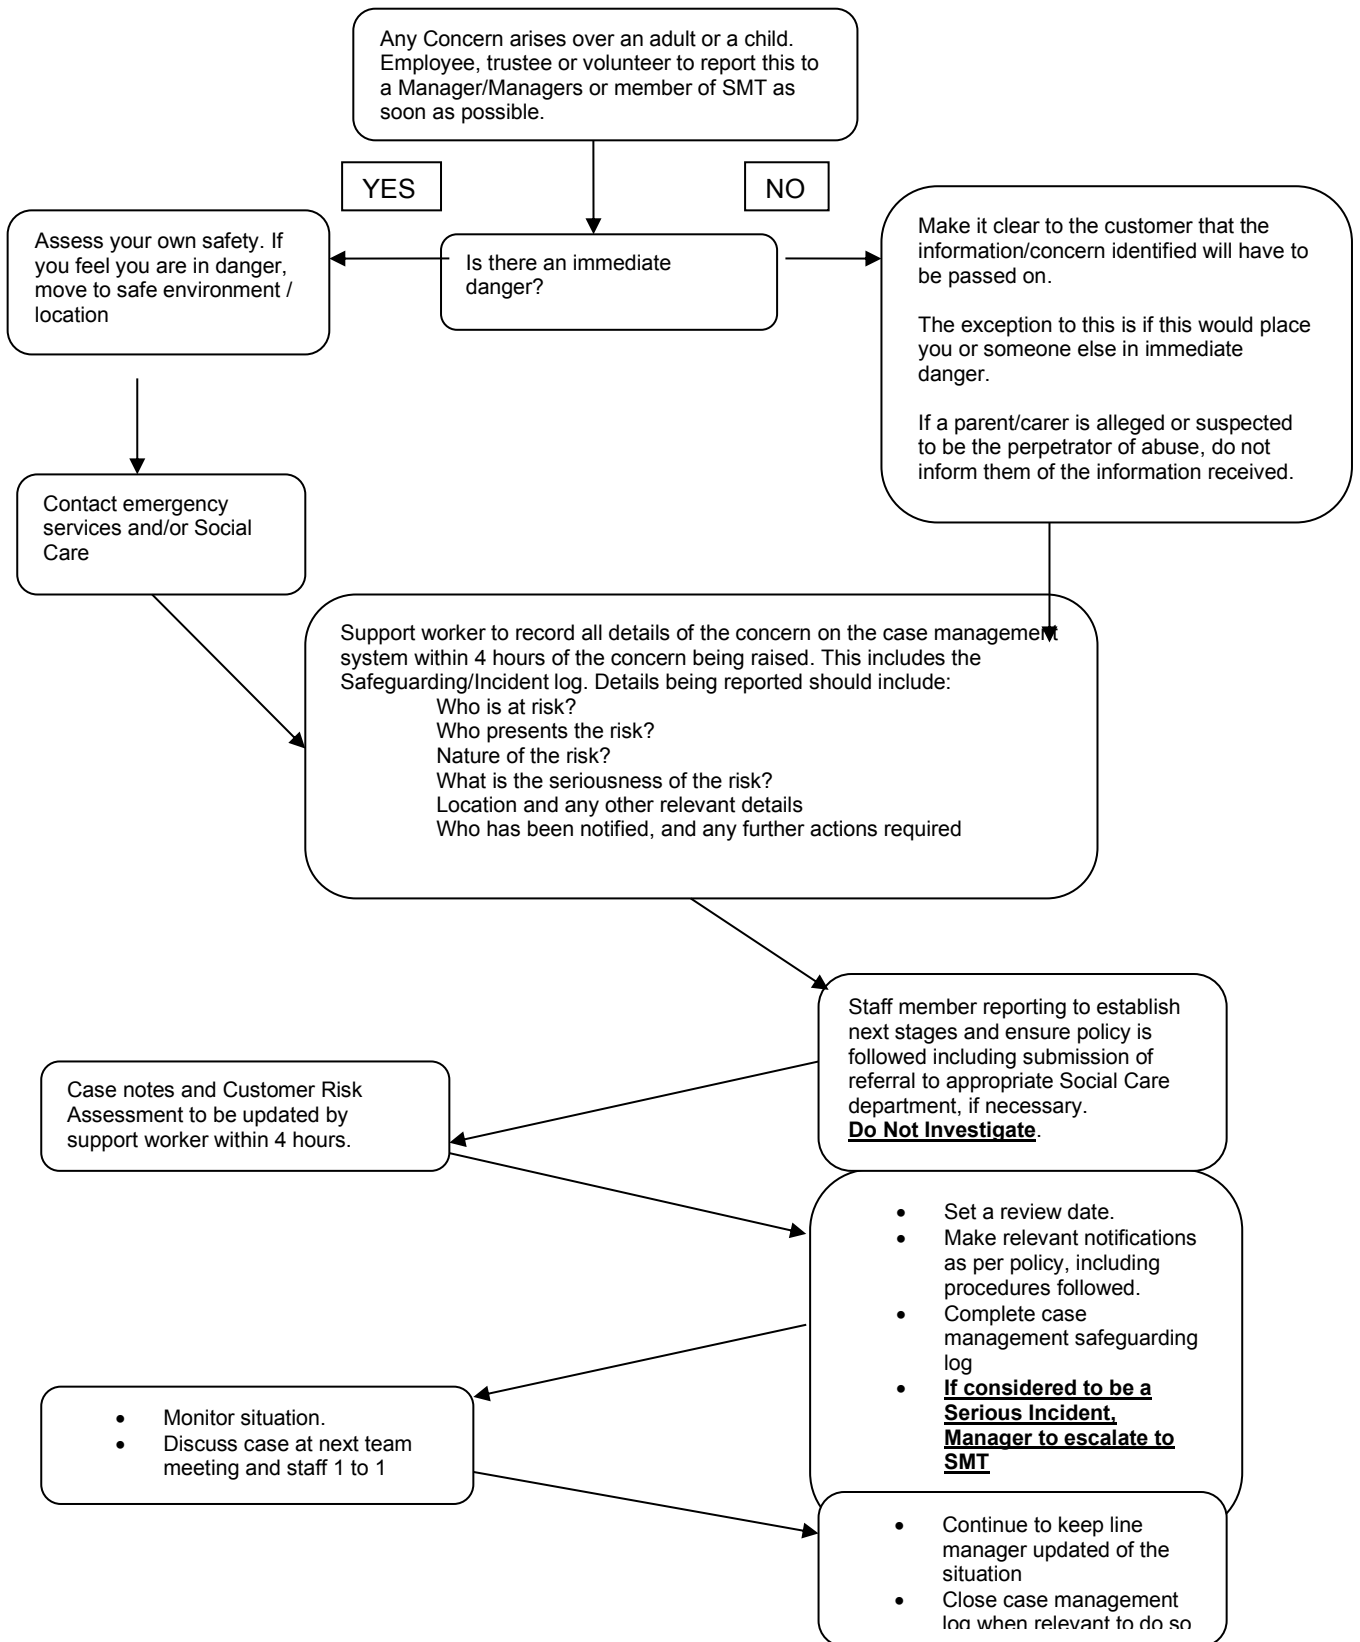 Any Concern arises over an adult or a child.
Employee, trustee or volunteer to report this to
a Manager/Managers or member of SMT as
soon as possible.
YES
NO
Assess your own safety. If
you feel you are in danger,
move to safe environment /
location
Is there an immediate
danger?
Make it clear to the customer that the
information/concern identified will have to
be passed on.
The exception to this is if this would place
you or someone else in immediate
danger.
If a parent/carer is alleged or suspected
to be the perpetrator of abuse, do not
inform them of the information received.
Contact emergency
services and/or Social
Care
Support worker to record all details of the concern on the case management
system within 4 hours of the concern being raised. This includes the
Safeguarding/Incident log. Details being reported should include:
Who is at risk?
Who presents the risk?
Nature of the risk?
What is the seriousness of the risk?
Location and any other relevant details
Who has been notified, and any further actions required
Staff member reporting to establish
next stages and ensure policy is
followed including submission of
referral to appropriate Social Care
department, if necessary.
Do Not Investigate.
Case notes and Customer Risk
Assessment to be updated by
support worker within 4 hours.
• Set a review date.
• Make relevant notifications
as per policy, including
procedures followed.
• Complete case
management safeguarding
log
• If considered to be a
Serious Incident,
Manager to escalate to
SMT
• Monitor situation.
• Discuss case at next team
meeting and staff 1 to 1
• Continue to keep line
manager updated of the
situation
• Close case management
log when relevant to do so